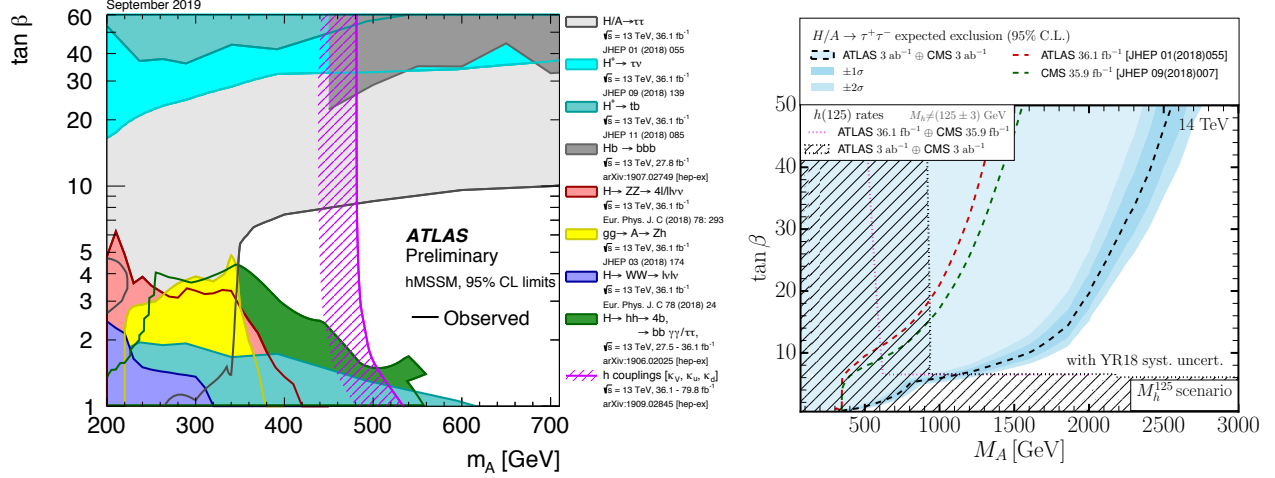 September 2019
tan β
60
50
40
30
20
10
5
4
3
2
1
200 300 400 500 600 700
m_A [GeV]
ATLAS
Preliminary
hMSSM, 95% CL limits
Observed
H/A→ττ
√s = 13 TeV, 36.1 fb⁻¹
JHEP 01 (2018) 055
H⁺→ τν
√s = 13 TeV, 36.1 fb⁻¹
JHEP 09 (2018) 139
H⁺→ tb
√s = 13 TeV, 36.1 fb⁻¹
JHEP 11 (2018) 085
Hb → bbb
√s = 13 TeV, 27.8 fb⁻¹
arXiv:1907.02749 [hep-ex]
H→ ZZ→ 4l/llνν
√s = 13 TeV, 36.1 fb⁻¹
Eur. Phys. J. C (2018) 78: 293
gg→ A→ Zh
√s = 13 TeV, 36.1 fb⁻¹
JHEP 03 (2018) 174
H→ WW→ lνlν
√s = 13 TeV, 36.1 fb⁻¹
Eur. Phys. J. C 78 (2018) 24
H→ hh→ 4b,
→ bb γγ/ττ,
√s = 13 TeV, 27.5 - 36.1 fb⁻¹
arXiv:1906.02025 [hep-ex]
h couplings [κ_V, κ_u, κ_d]
√s = 13 TeV, 36.1 - 79.8 fb⁻¹
arXiv:1909.02845 [hep-ex]
H/A → τ⁺τ⁻ expected exclusion (95% C.L.)
ATLAS 3 ab⁻¹ ⊕ CMS 3 ab⁻¹
±1σ
±2σ
ATLAS 36.1 fb⁻¹ [JHEP 01(2018)055]
CMS 35.9 fb⁻¹ [JHEP 09(2018)007]
h(125) rates M_h≠(125 ± 3) GeV
ATLAS 36.1 fb⁻¹ ⊕ CMS 35.9 fb⁻¹
ATLAS 3 ab⁻¹ ⊕ CMS 3 ab⁻¹
14 TeV
tan β
50
40
30
20
10
with YR18 syst. uncert.
M_h^125 scenario
500 1000 1500 2000 2500 3000
M_A [GeV]